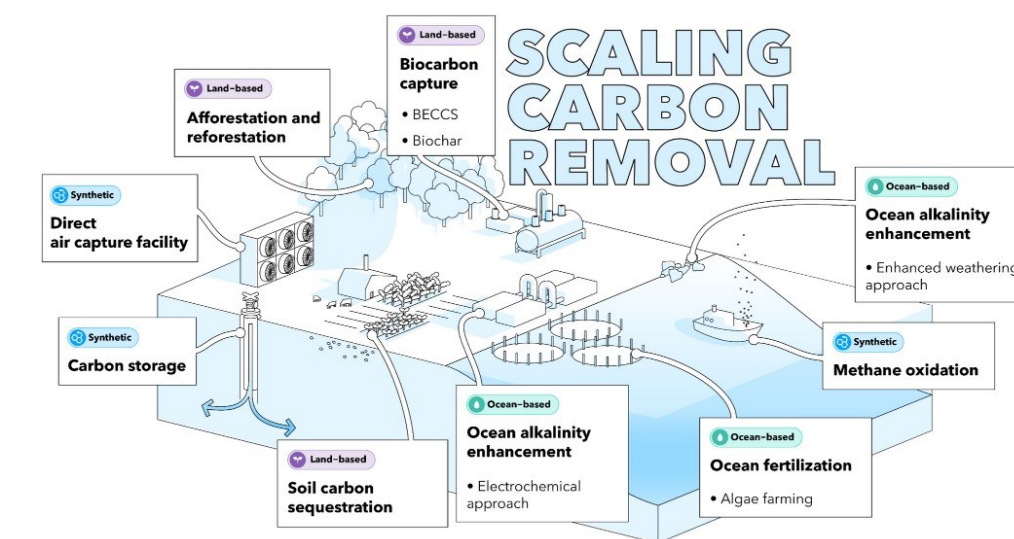 SCALING
CARBON
REMOVAL
Land-based
Biocarbon
capture
• BECCS
• Biochar
Land-based
Afforestation and
reforestation
Synthetic
Direct
air capture facility
Ocean-based
Ocean alkalinity
enhancement
• Enhanced weathering
approach
Synthetic
Carbon storage
Synthetic
Methane oxidation
Ocean-based
Ocean alkalinity
enhancement
• Electrochemical
approach
Ocean-based
Ocean fertilization
• Algae farming
Land-based
Soil carbon
sequestration